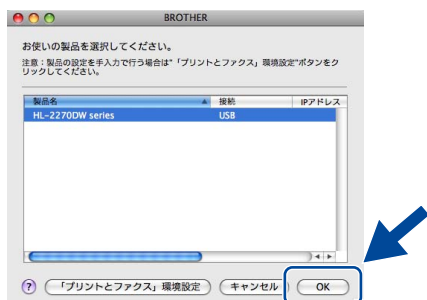 BROTHER
お使いの製品を選択してください。
注意：製品の設定を手入力で行う場合は"「プリントとファクス」環境設定"ボタンをク
リックしてください。
製品名 接続 IPアドレス
HL-2270DW series USB
? 「プリントとファクス」環境設定 キャンセル OK